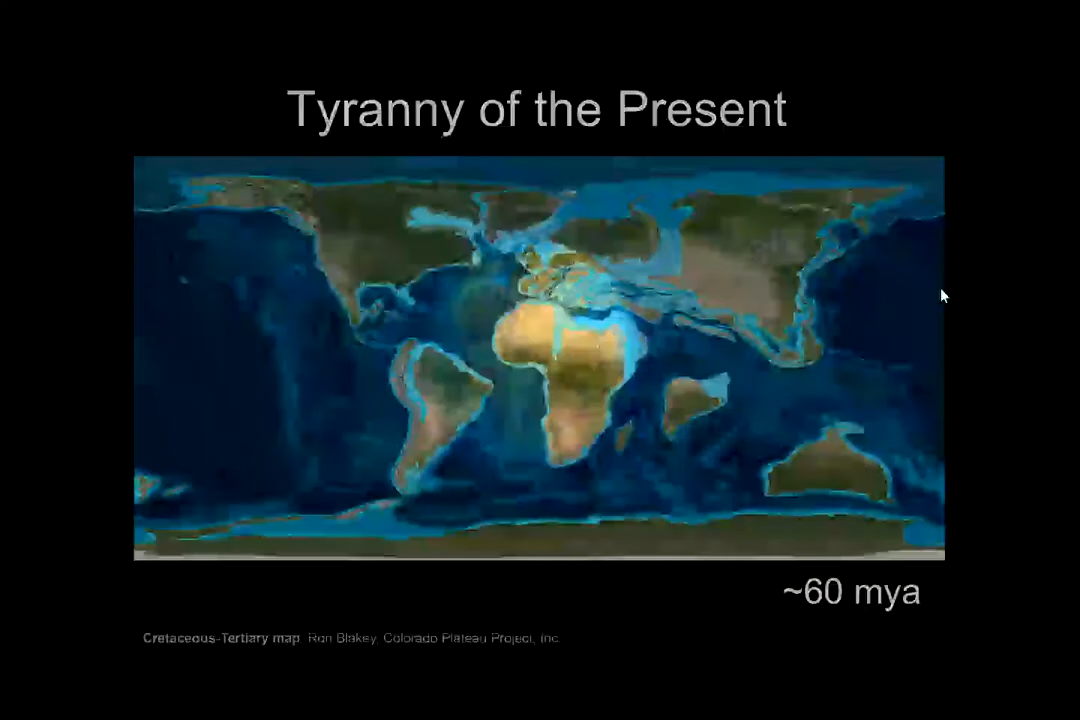 Tyranny of the Present
~60 mya
Cretaceous-Tertiary map, Ron Blakey, Colorado Plateau Project, Inc.